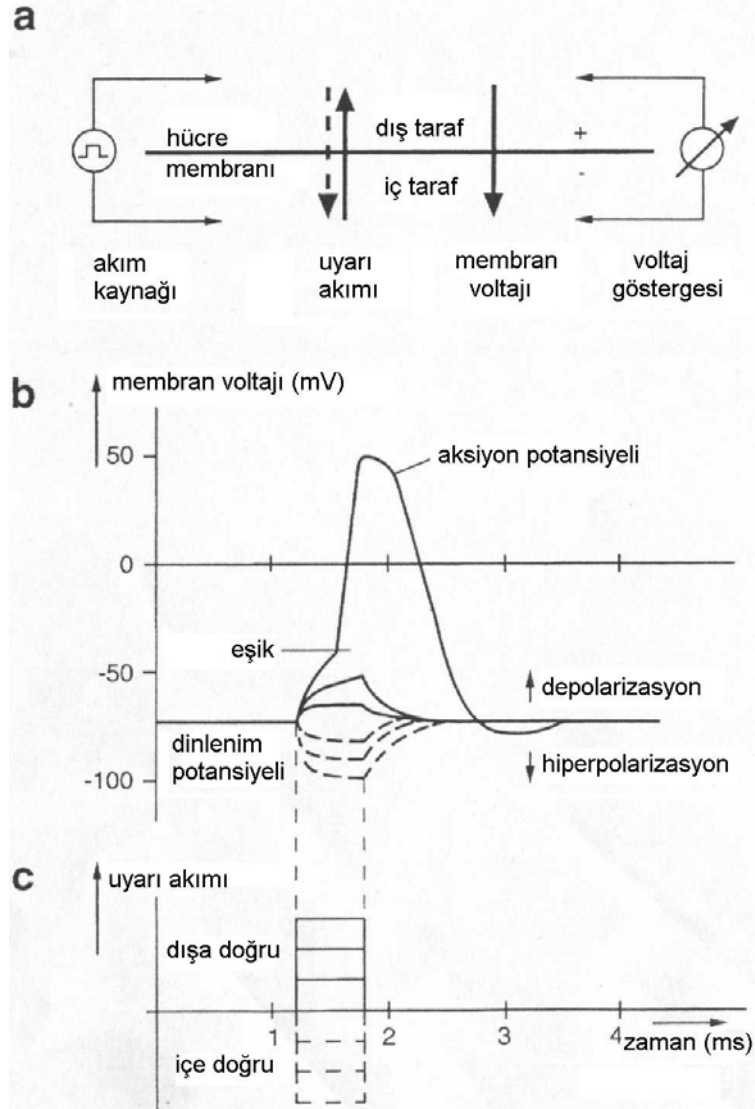 a
hücre
membranı
dış taraf
iç taraf
+
-
akım
kaynağı
uyarı
akımı
membran
voltajı
voltaj
göstergesi
b
membran voltajı (mV)
50
aksiyon potansiyeli
0
eşik
-50
depolarizasyon
dinlenim
potansiyeli
-100
hiperpolarizasyon
c
uyarı akımı
dışa doğru
1
2
3
4
zaman (ms)
içe doğru